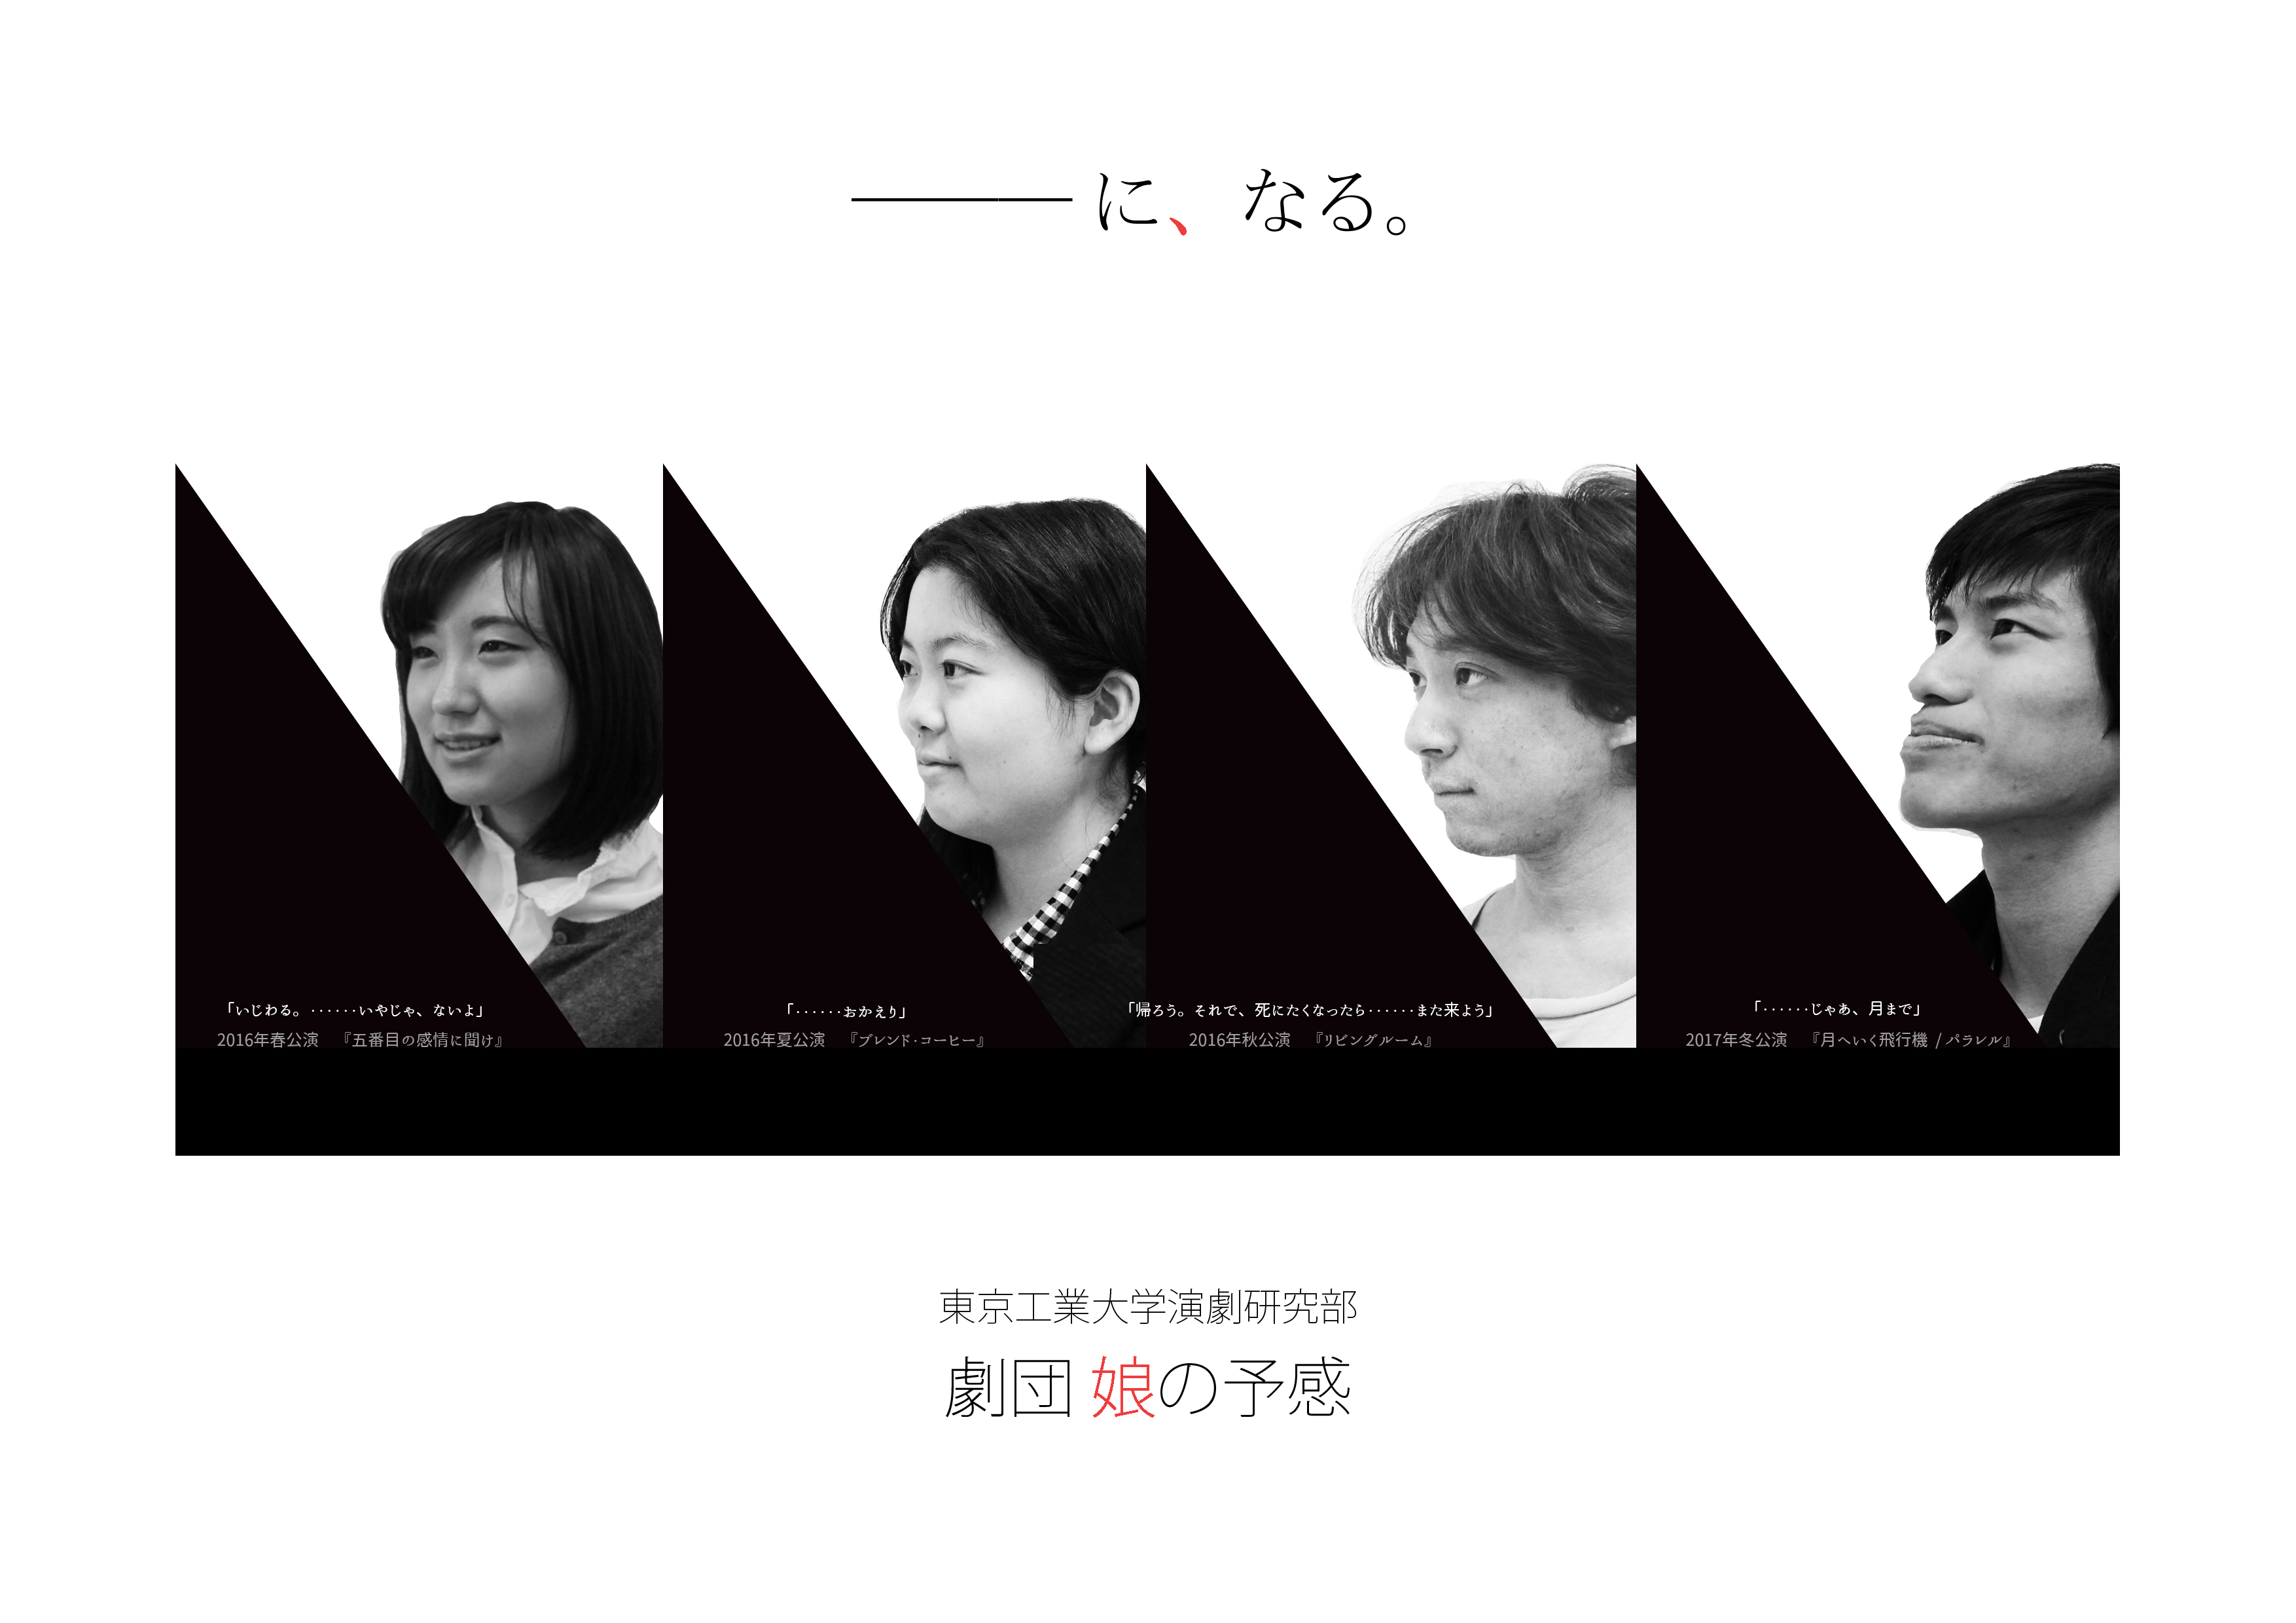 ――― に、なる。
「いじわる。‥‥‥いやじゃ、ないよ」
2016年春公演　『五番目の感情に聞け』
「‥‥‥おかえり」
2016年夏公演　『ブレンド・コーヒー』
「帰ろう。それで、死にたくなったら‥‥‥また来よう」
2016年秋公演　『リビングルーム』
「‥‥‥じゃあ、月まで」
2017年冬公演　『月へいく飛行機 / パラレル』
東京工業大学演劇研究部
劇団 娘の予感